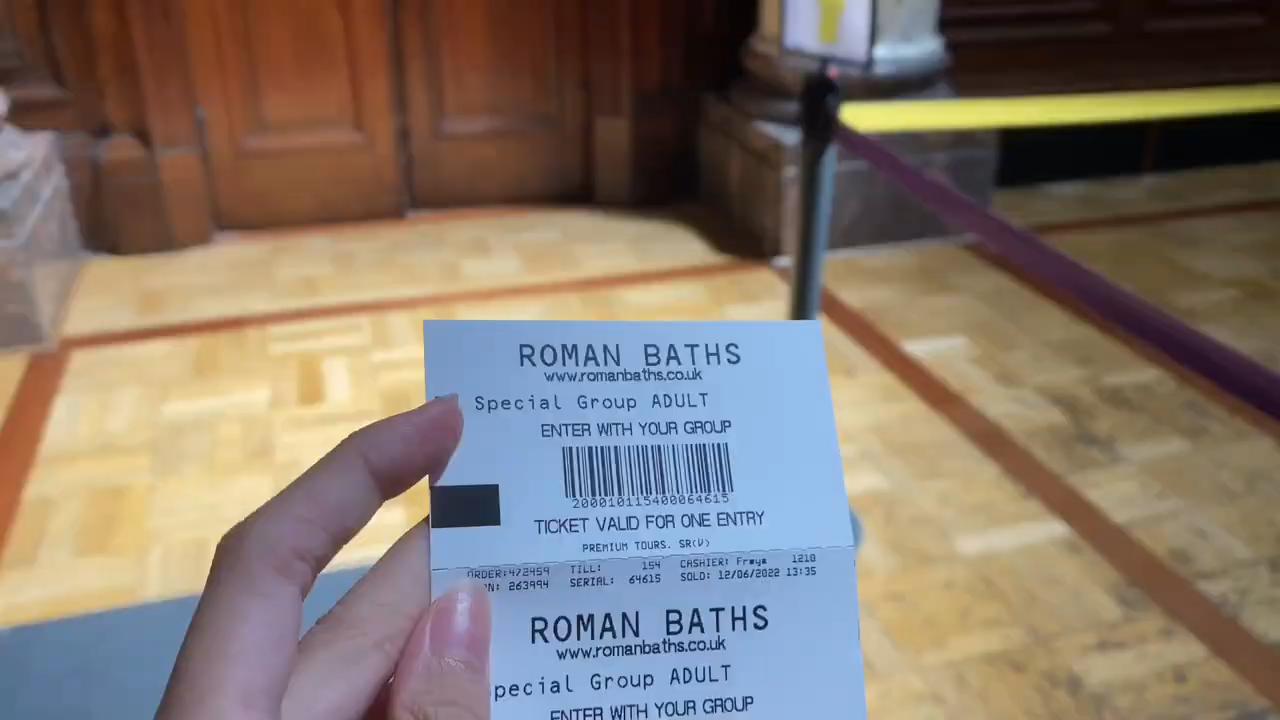 ROMAN BATHS
www.romanbaths.co.uk
Special Group ADULT
ENTER WITH YOUR GROUP
200010115400064615
TICKET VALID FOR ONE ENTRY
PREMIUM TOURS. SR(V)
ORDER:472459 TILL: 154 CASHIER: Freya 1210
N: 263994 SERIAL: 64615 SOLD: 12/06/2022 13:35
ROMAN BATHS
www.romanbaths.co.uk
pecial Group ADULT
ENTER WITH YOUR GROUP